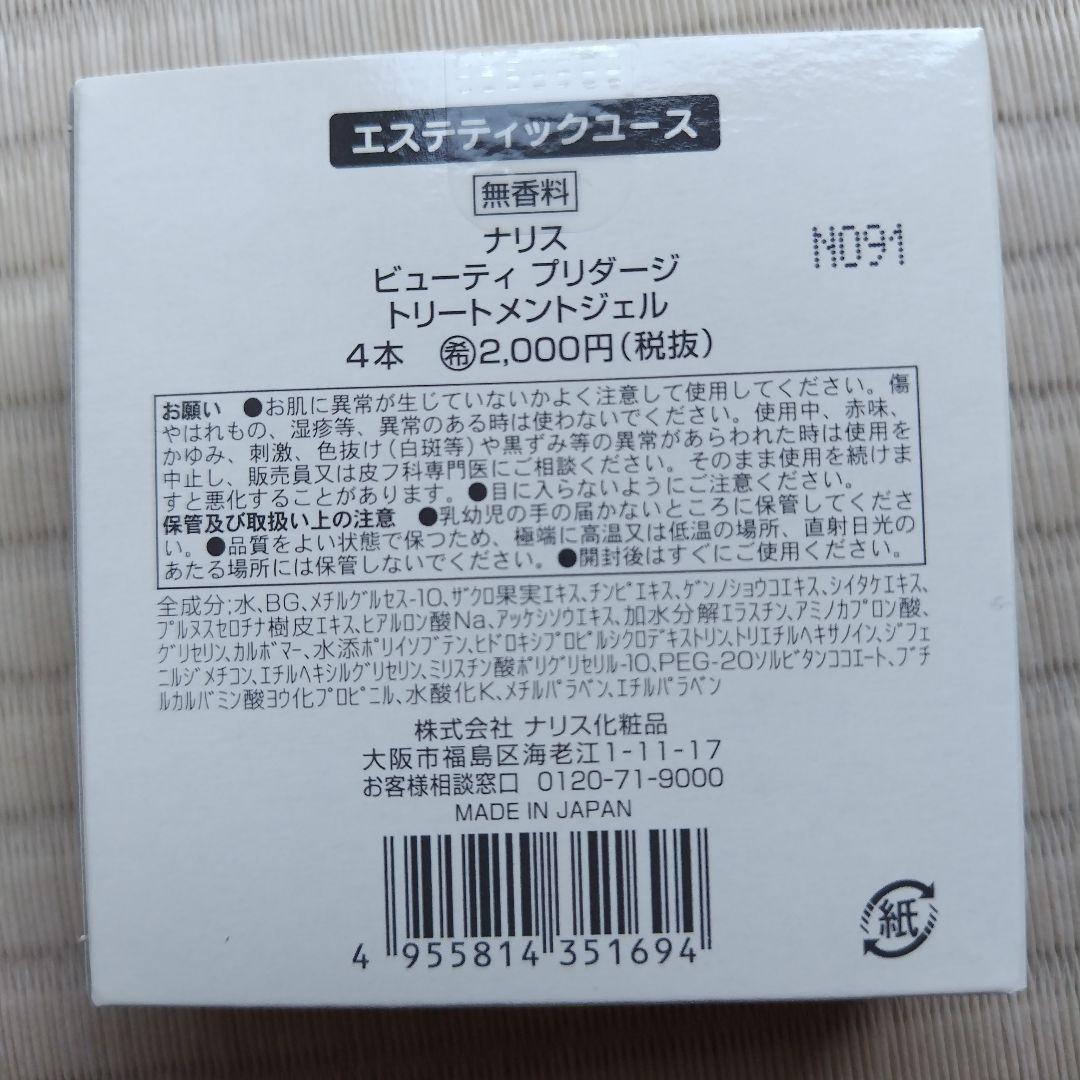 エステティックユース
無香料
ナリス
N091
ビューティ プリダージ
トリートメントジェル
4本 ㊕2,000円(税抜)
お願い ●お肌に異常が生じていないかよく注意して使用してください。傷
やはれもの、湿疹等、異常のある時は使わないでください。使用中、赤味、
かゆみ、刺激、色抜け(白斑等)や黒ずみ等の異常があらわれた時は使用を
中止し、販売員又は皮フ科専門医にご相談ください。そのまま使用を続けま
すと悪化することがあります。●目に入らないようにご注意ください。
保管及び取扱い上の注意 ●乳幼児の手の届かないところに保管してくださ
い。●品質をよい状態で保つため、極端に高温又は低温の場所、直射日光の
あたる場所には保管しないでください。●開封後はすぐにご使用ください。
全成分:水、BG、メチルグルセス-10、ザクロ果実エキス、チンピエキス、ゲンノショウコエキス、シイタケエキス、
プルヌスセロチナ樹皮エキス、ヒアルロン酸Na、アッケシソウエキス、加水分解エラスチン、アミノカプロン酸、
グリセリン、カルボマー、水添ポリイソブテン、ヒドロキシプロピルシクロデキストリン、トリエチルヘキサノイン、ジフェ
ニルジメチコン、エチルヘキシルグリセリン、ミリスチン酸ポリグリセリル-10、PEG-20ソルビタンココエート、ブチ
ルカルバミン酸ヨウ化プロピニル、水酸化K、メチルパラベン、エチルパラベン
株式会社 ナリス化粧品
大阪市福島区海老江1-11-17
お客様相談窓口 0120-71-9000
MADE IN JAPAN
4 955814 351694
紙